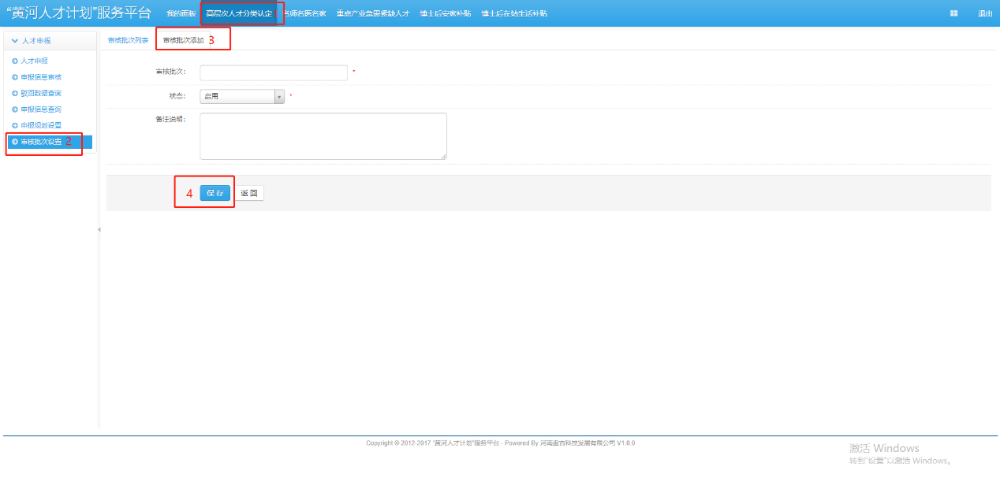 “黄河人才计划”服务平台 我的面板 高层次人才分类认定 名师名医名家 重点产业急需紧缺人才 博士后安家补贴 博士后在站生活补贴 退出
人才申报
审核批次列表 审核批次添加 3
人才申报
申报信息审核
驳回数据查询
申报信息查询
申报规划设置
审核批次设置 2
审核批次： *
状态： 启用 *
备注说明：
4 保 存 返 回
Copyright © 2012-2017 “黄河人才计划”服务平台 - Powered By 河南壹古科技发展有限公司 V1.0.0
激活 Windows
转到“设置”以激活 Windows。